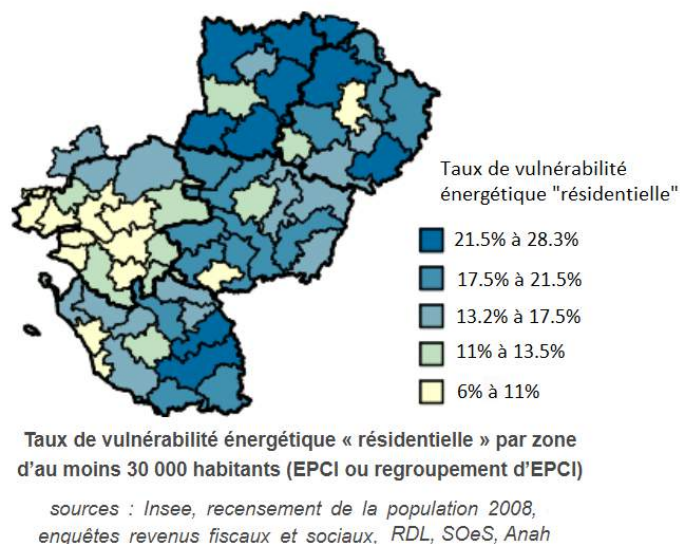 Taux de vulnérabilité
énergétique "résidentielle"
21.5% à 28.3%
17.5% à 21.5%
13.2% à 17.5%
11% à 13.5%
6% à 11%
Taux de vulnérabilité énergétique « résidentielle » par zone
d'au moins 30 000 habitants (EPCI ou regroupement d'EPCI)
sources : Insee, recensement de la population 2008,
enquêtes revenus fiscaux et sociaux, RDL, SOeS, Anah